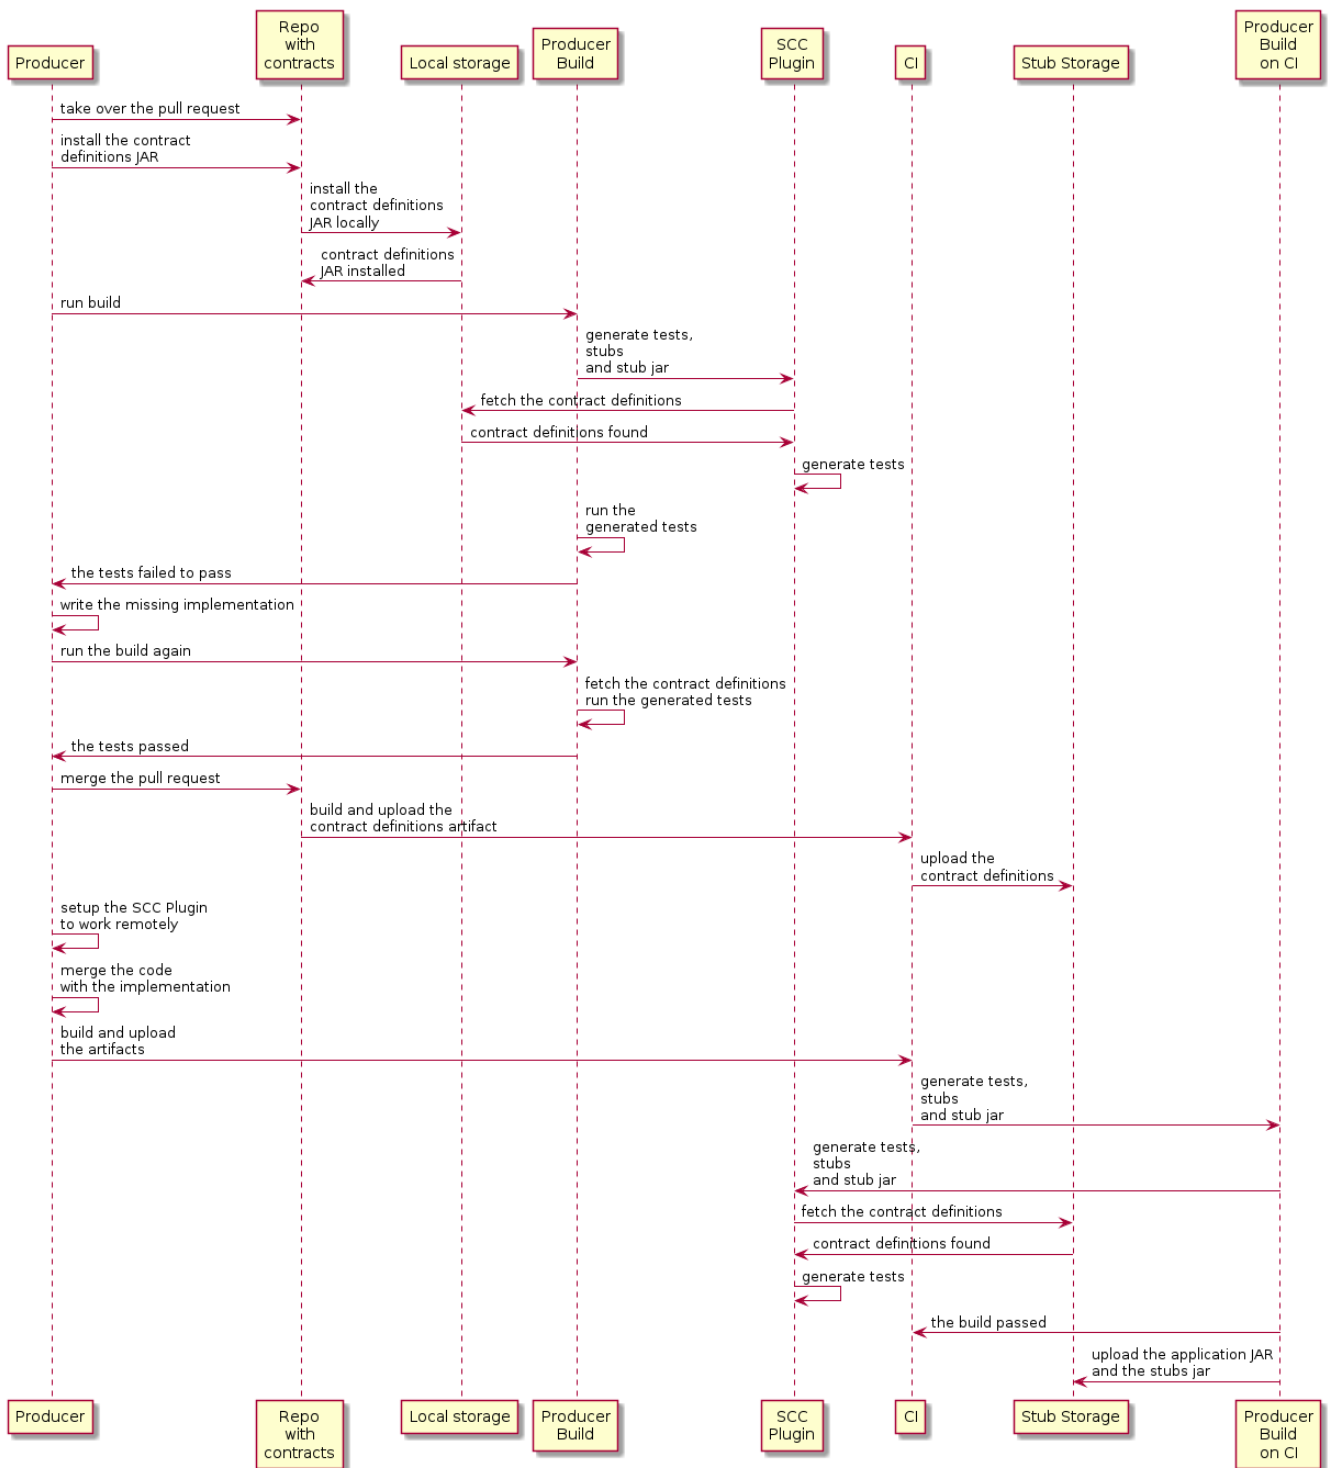 Repo
with
contracts
Producer
Local storage
Producer
Build
SCC
Plugin
CI
Stub Storage
Producer
Build
on CI
take over the pull request
install the contract
definitions JAR
install the
contract definitions
JAR locally
contract definitions
JAR installed
run build
generate tests,
stubs
and stub jar
fetch the contract definitions
contract definitions found
generate tests
run the
generated tests
the tests failed to pass
write the missing implementation
run the build again
fetch the contract definitions
run the generated tests
the tests passed
merge the pull request
build and upload the
contract definitions artifact
upload the
contract definitions
setup the SCC Plugin
to work remotely
merge the code
with the implementation
build and upload
the artifacts
generate tests,
stubs
and stub jar
generate tests,
stubs
and stub jar
fetch the contract definitions
contract definitions found
generate tests
the build passed
upload the application JAR
and the stubs jar
Producer
Repo
with
contracts
Local storage
Producer
Build
SCC
Plugin
CI
Stub Storage
Producer
Build
on CI